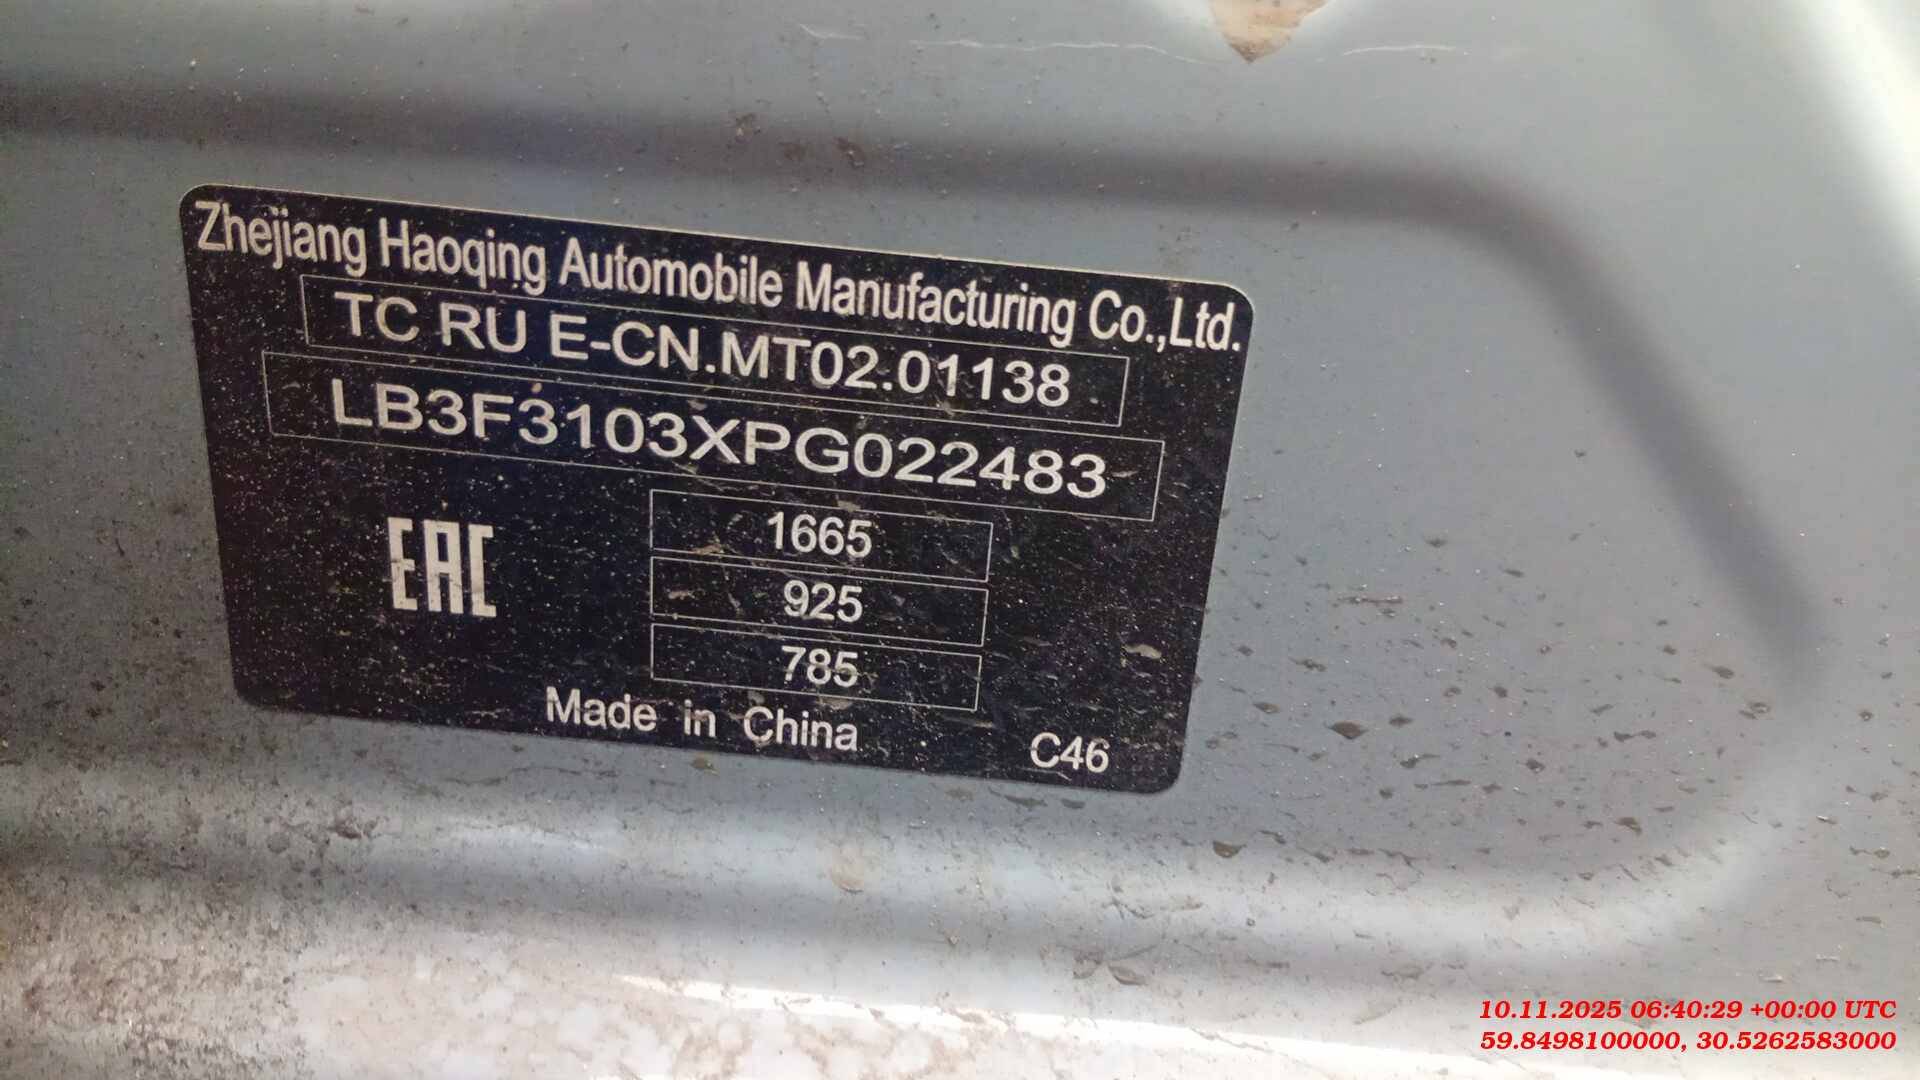 Zhejiang Haoqing Automobile Manufacturing Co.,Ltd.
TC RU E-CN.MT02.01138
LB3F3103XPG022483
EAC
1665
925
785
Made in China
C46
10.11.2025 06:40:29 +00:00 UTC
59.8498100000, 30.5262583000